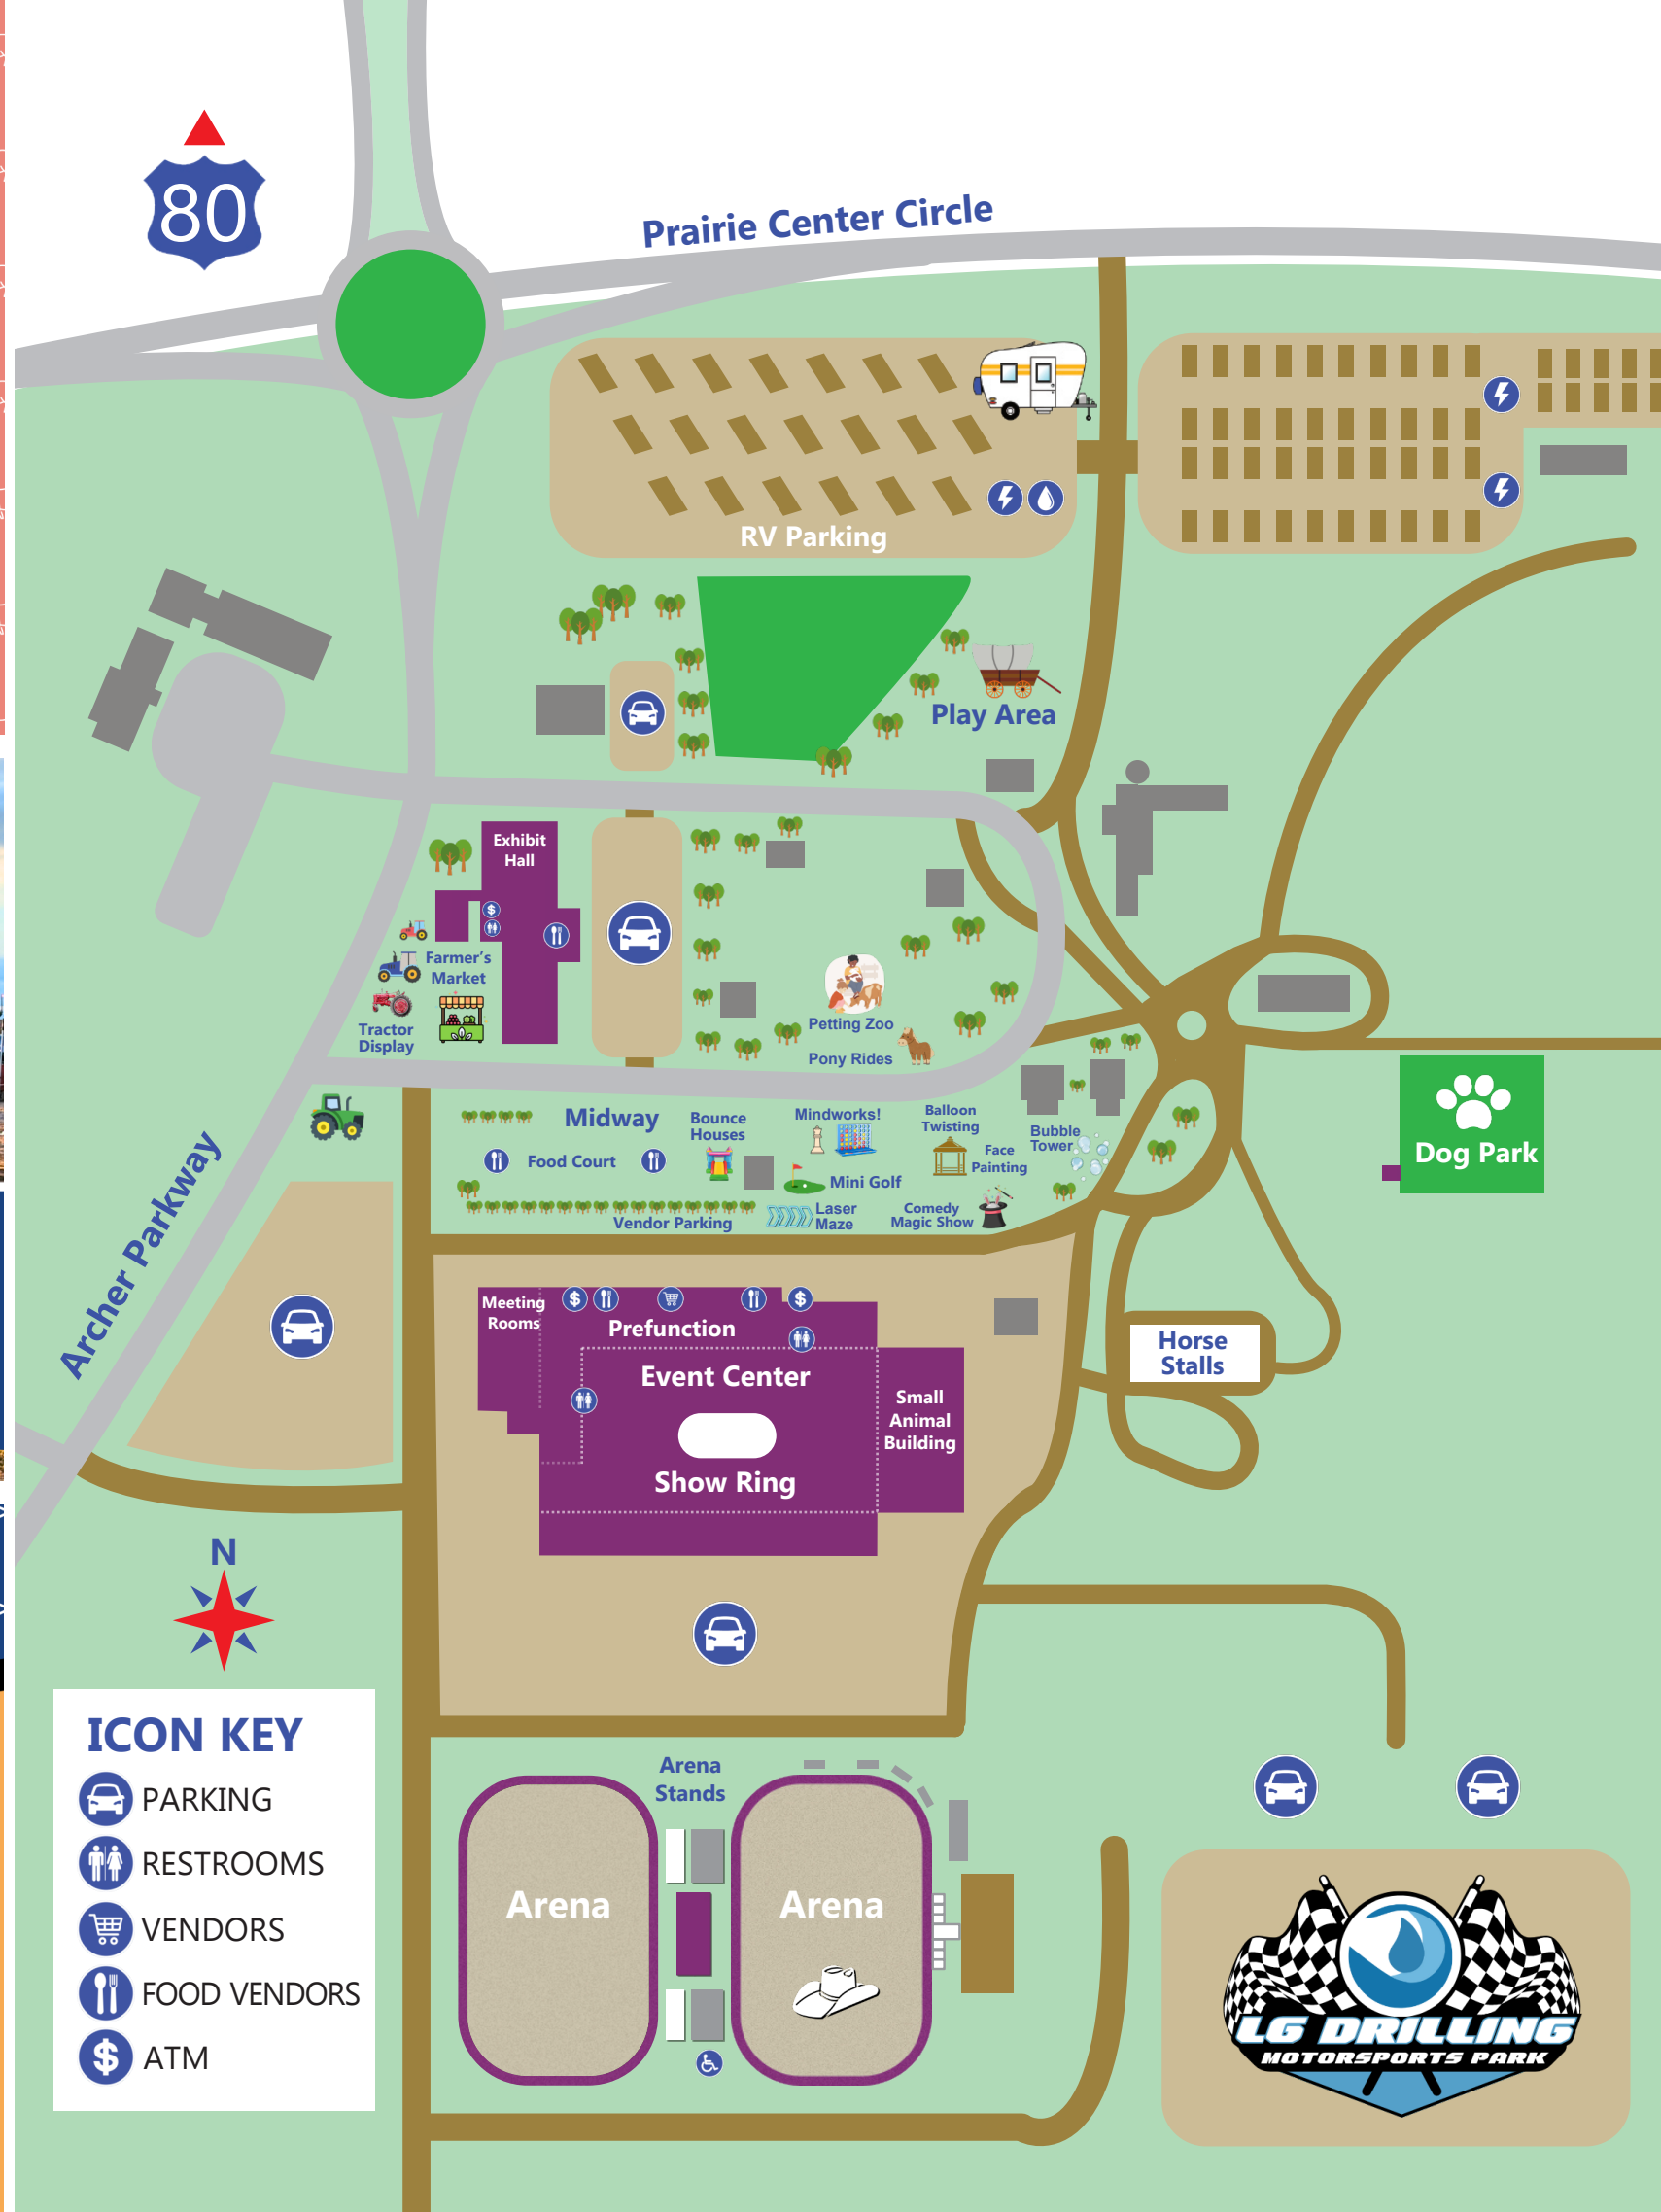 80
Prairie Center Circle
RV Parking
Play Area
Exhibit
Hall
$
Farmer's
Market
Tractor
Display
Petting Zoo
Pony Rides
Midway
Food Court
Bounce
Houses
Mindworks!
Mini Golf
Balloon
Twisting
Face
Painting
Bubble
Tower
Vendor Parking
Laser
Maze
Comedy
Magic Show
Dog Park
Archer Parkway
Meeting
Rooms
$
$
Prefunction
Event Center
Show Ring
Small
Animal
Building
Horse
Stalls
N
ICON KEY
PARKING
RESTROOMS
VENDORS
FOOD VENDORS
$ ATM
Arena
Stands
Arena
Arena
LG DRILLING
MOTORSPORTS PARK